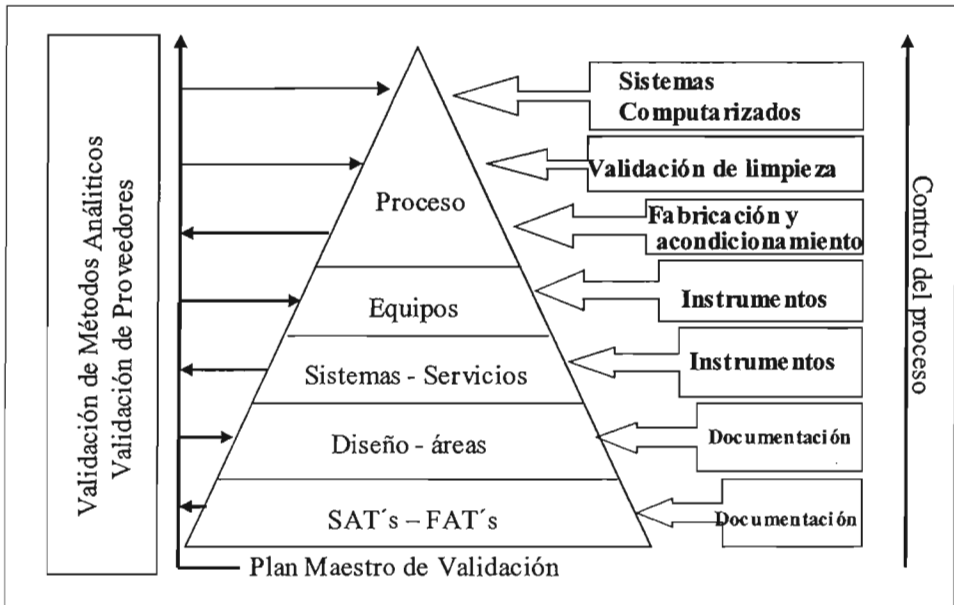 Validación de Métodos Análiticos
Validación de Proveedores
Proceso
Equipos
Sistemas - Servicios
Diseño - áreas
SAT´s – FAT´s
Plan Maestro de Validación
Sistemas
Computarizados
Validación de limpieza
Fabricación y
acondicionamiento
Instrumentos
Instrumentos
Documentación
Documentación
Control del proceso